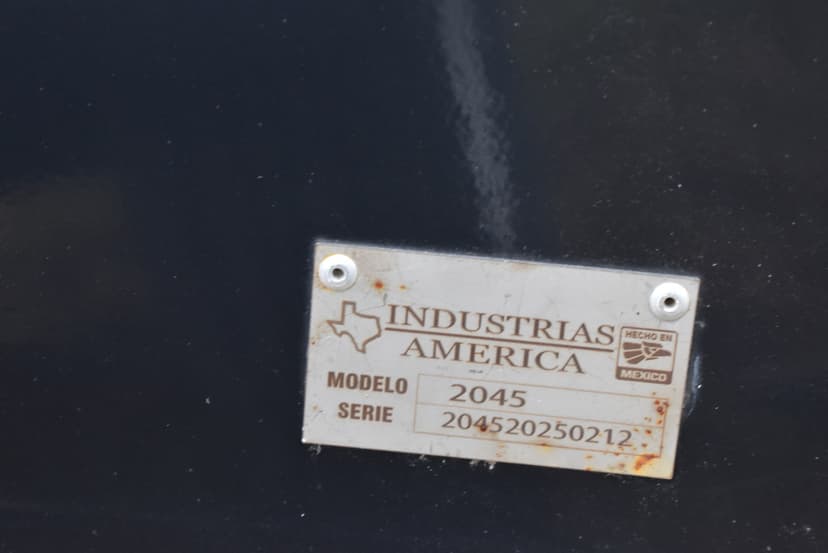 INDUSTRIAS
AMERICA
HECHO EN
MEXICO
MODELO 2045
SERIE 204520250212